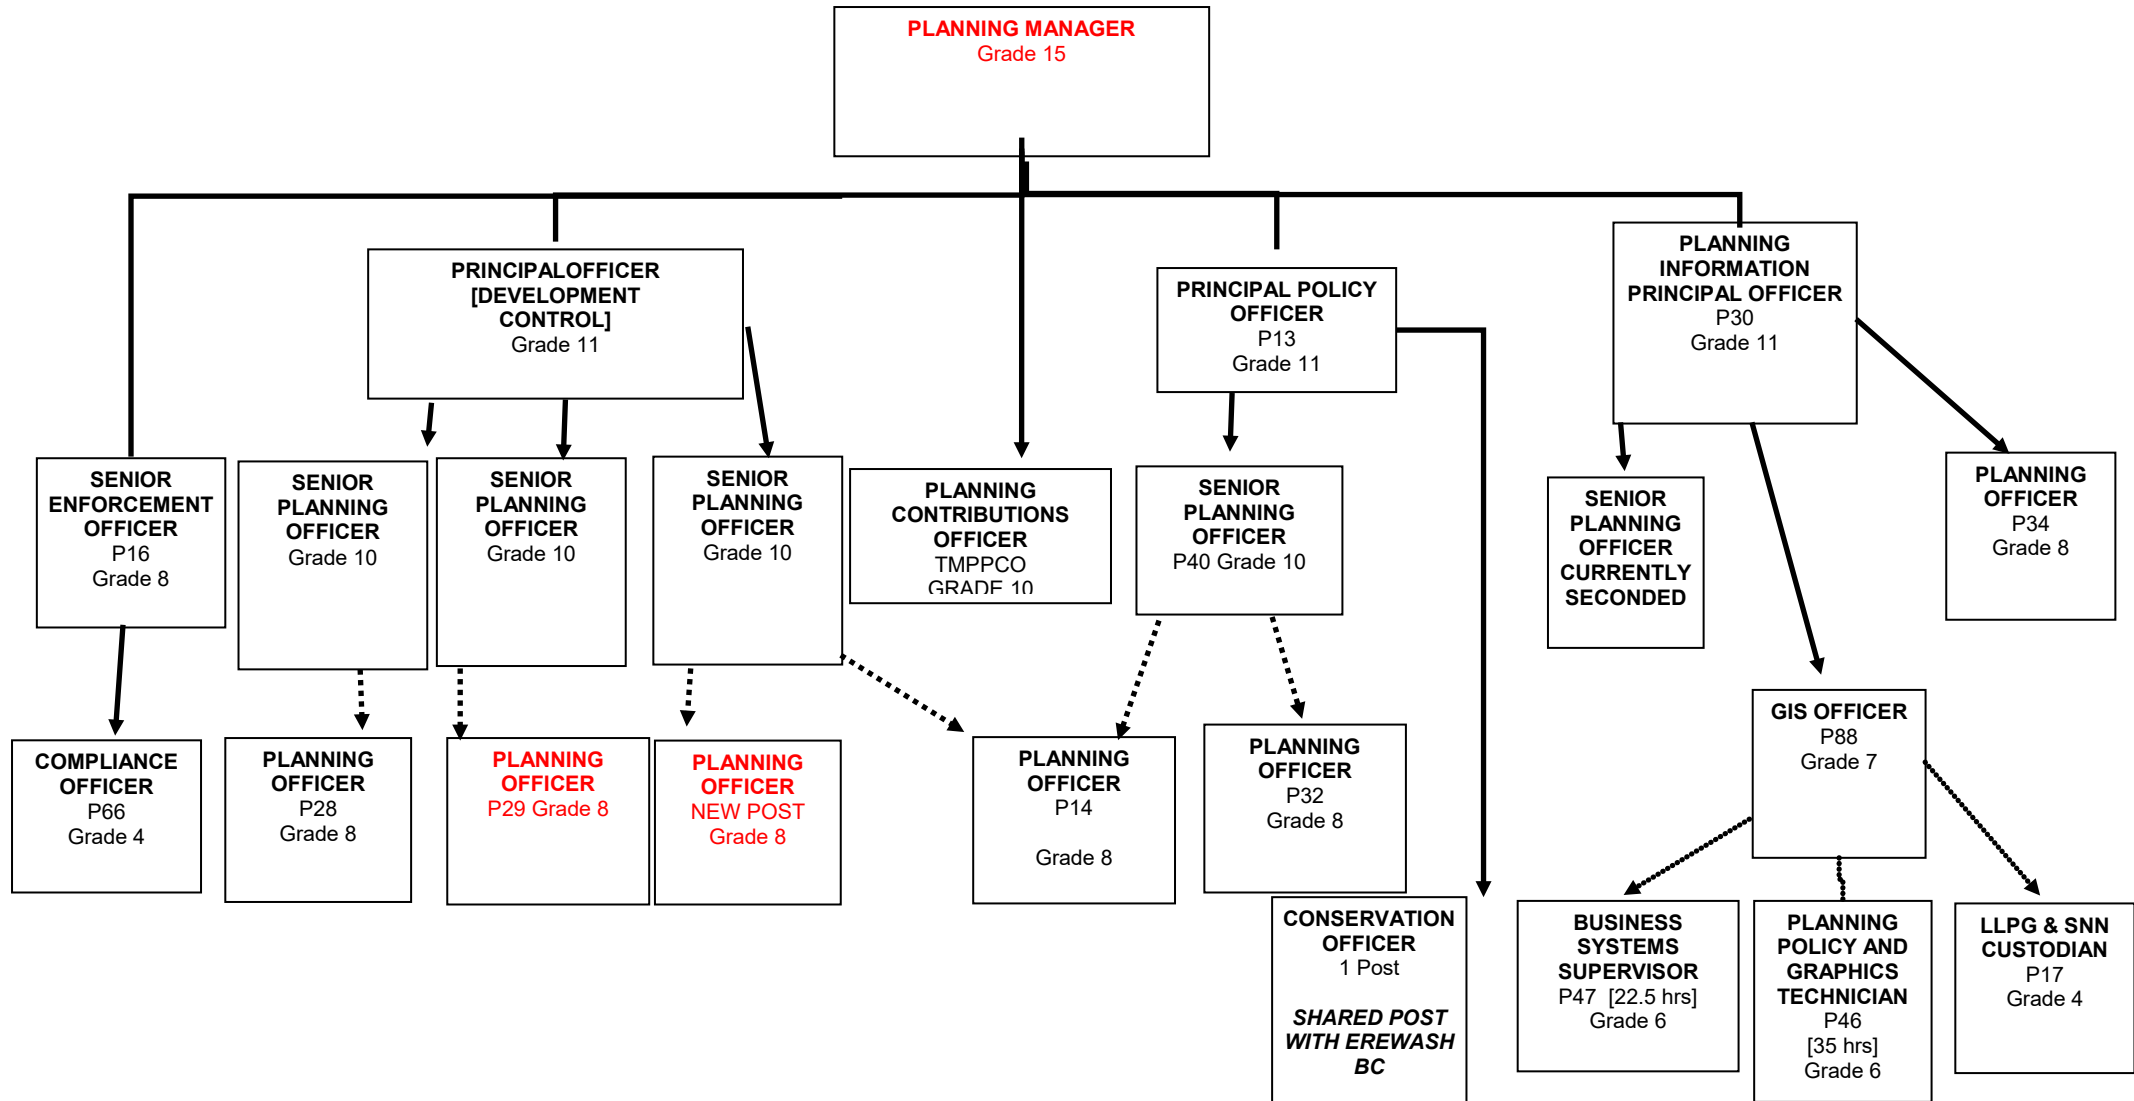 PLANNING MANAGER
Grade 15
PRINCIPALOFFICER
[DEVELOPMENT
CONTROL]
Grade 11
PRINCIPAL POLICY
OFFICER
P13
Grade 11
PLANNING
INFORMATION
PRINCIPAL OFFICER
P30
Grade 11
SENIOR
ENFORCEMENT
OFFICER
P16
Grade 8
SENIOR
PLANNING
OFFICER
Grade 10
SENIOR
PLANNING
OFFICER
Grade 10
SENIOR
PLANNING
OFFICER
Grade 10
PLANNING
CONTRIBUTIONS
OFFICER
TMPPCO
GRADE 10
SENIOR
PLANNING
OFFICER
P40 Grade 10
SENIOR
PLANNING
OFFICER
CURRENTLY
SECONDED
PLANNING
OFFICER
P34
Grade 8
COMPLIANCE
OFFICER
P66
Grade 4
PLANNING
OFFICER
P28
Grade 8
PLANNING
OFFICER
P29 Grade 8
PLANNING
OFFICER
NEW POST
Grade 8
PLANNING
OFFICER
P14
Grade 8
PLANNING
OFFICER
P32
Grade 8
GIS OFFICER
P88
Grade 7
CONSERVATION
OFFICER
1 Post
SHARED POST
WITH EREWASH
BC
BUSINESS
SYSTEMS
SUPERVISOR
P47 [22.5 hrs]
Grade 6
PLANNING
POLICY AND
GRAPHICS
TECHNICIAN
P46
[35 hrs]
Grade 6
LLPG & SNN
CUSTODIAN
P17
Grade 4